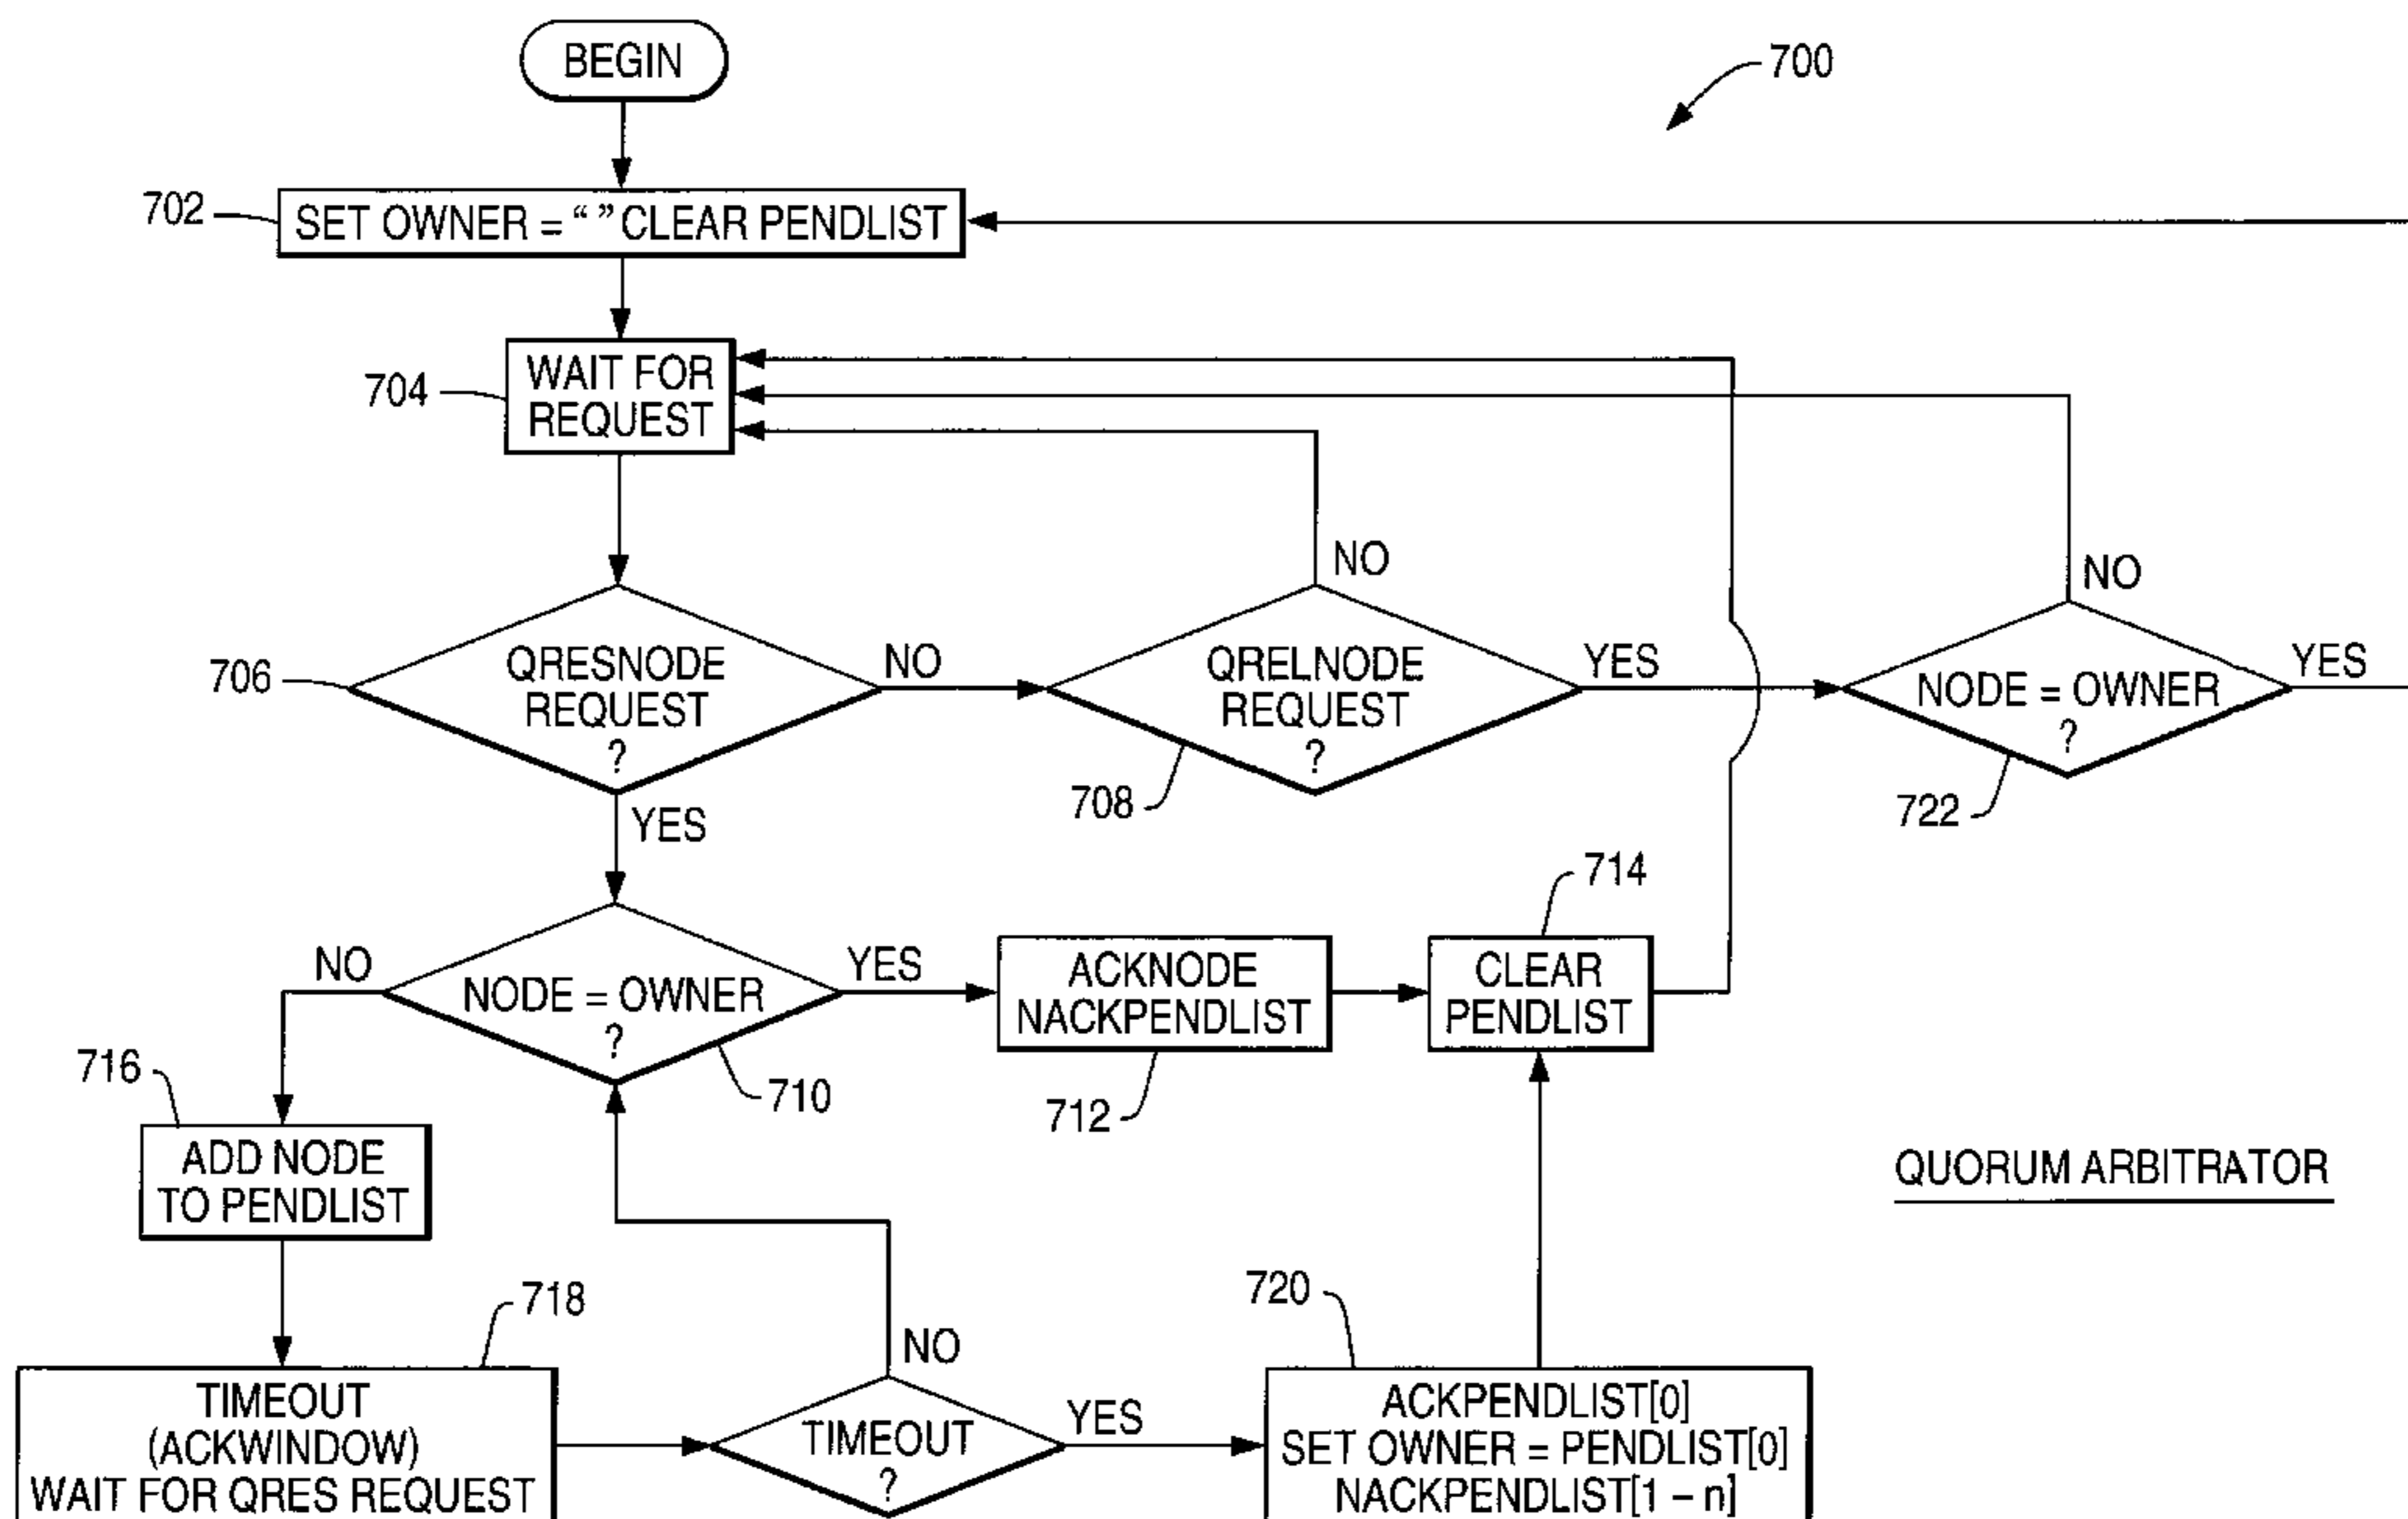 BEGIN
700
702
SET OWNER = “ ” CLEAR PENDLIST
704
WAIT FOR
REQUEST
NO
NO
706
QRESNODE
REQUEST
?
NO
QRELNODE
REQUEST
?
YES
NODE = OWNER
?
YES
708
722
YES
714
NO
NODE = OWNER
?
YES
ACKNODE
NACKPENDLIST
CLEAR
PENDLIST
716
710
712
ADD NODE
TO PENDLIST
QUORUM ARBITRATOR
718
720
NO
TIMEOUT
(ACKWINDOW)
WAIT FOR QRES REQUEST
TIMEOUT
?
YES
ACKPENDLIST[0]
SET OWNER = PENDLIST[0]
NACKPENDLIST[1 – n]